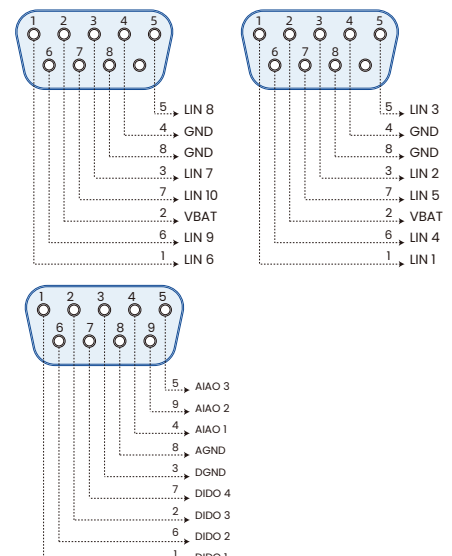 1 2 3 4 5
6 7 8
5 LIN 8
4 GND
8 GND
3 LIN 7
7 LIN 10
2 VBAT
6 LIN 9
1 LIN 6
1 2 3 4 5
6 7 8
5 LIN 3
4 GND
8 GND
3 LIN 2
7 LIN 5
2 VBAT
6 LIN 4
1 LIN 1
1 2 3 4 5
6 7 8 9
5 AIAO 3
9 AIAO 2
4 AIAO 1
8 AGND
3 DGND
7 DIDO 4
2 DIDO 3
6 DIDO 2
1 DIDO 1